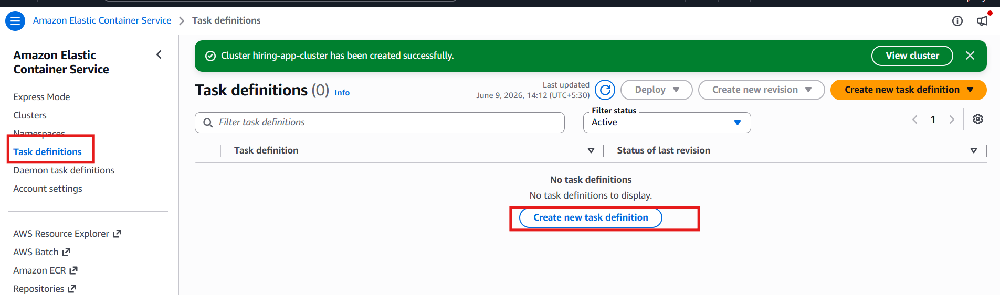 Amazon Elastic Container Service > Task definitions
Amazon Elastic
Container Service
Express Mode
Clusters
Namespaces
Task definitions
Daemon task definitions
Account settings
AWS Resource Explorer
AWS Batch
Amazon ECR
Repositories
Cluster hiring-app-cluster has been created successfully.
View cluster
Task definitions (0) Info
Last updated
June 9, 2026, 14:12 (UTC+5:30)
Deploy
Create new revision
Create new task definition
Filter task definitions
Filter status
Active
1
Task definition
Status of last revision
No task definitions
No task definitions to display.
Create new task definition